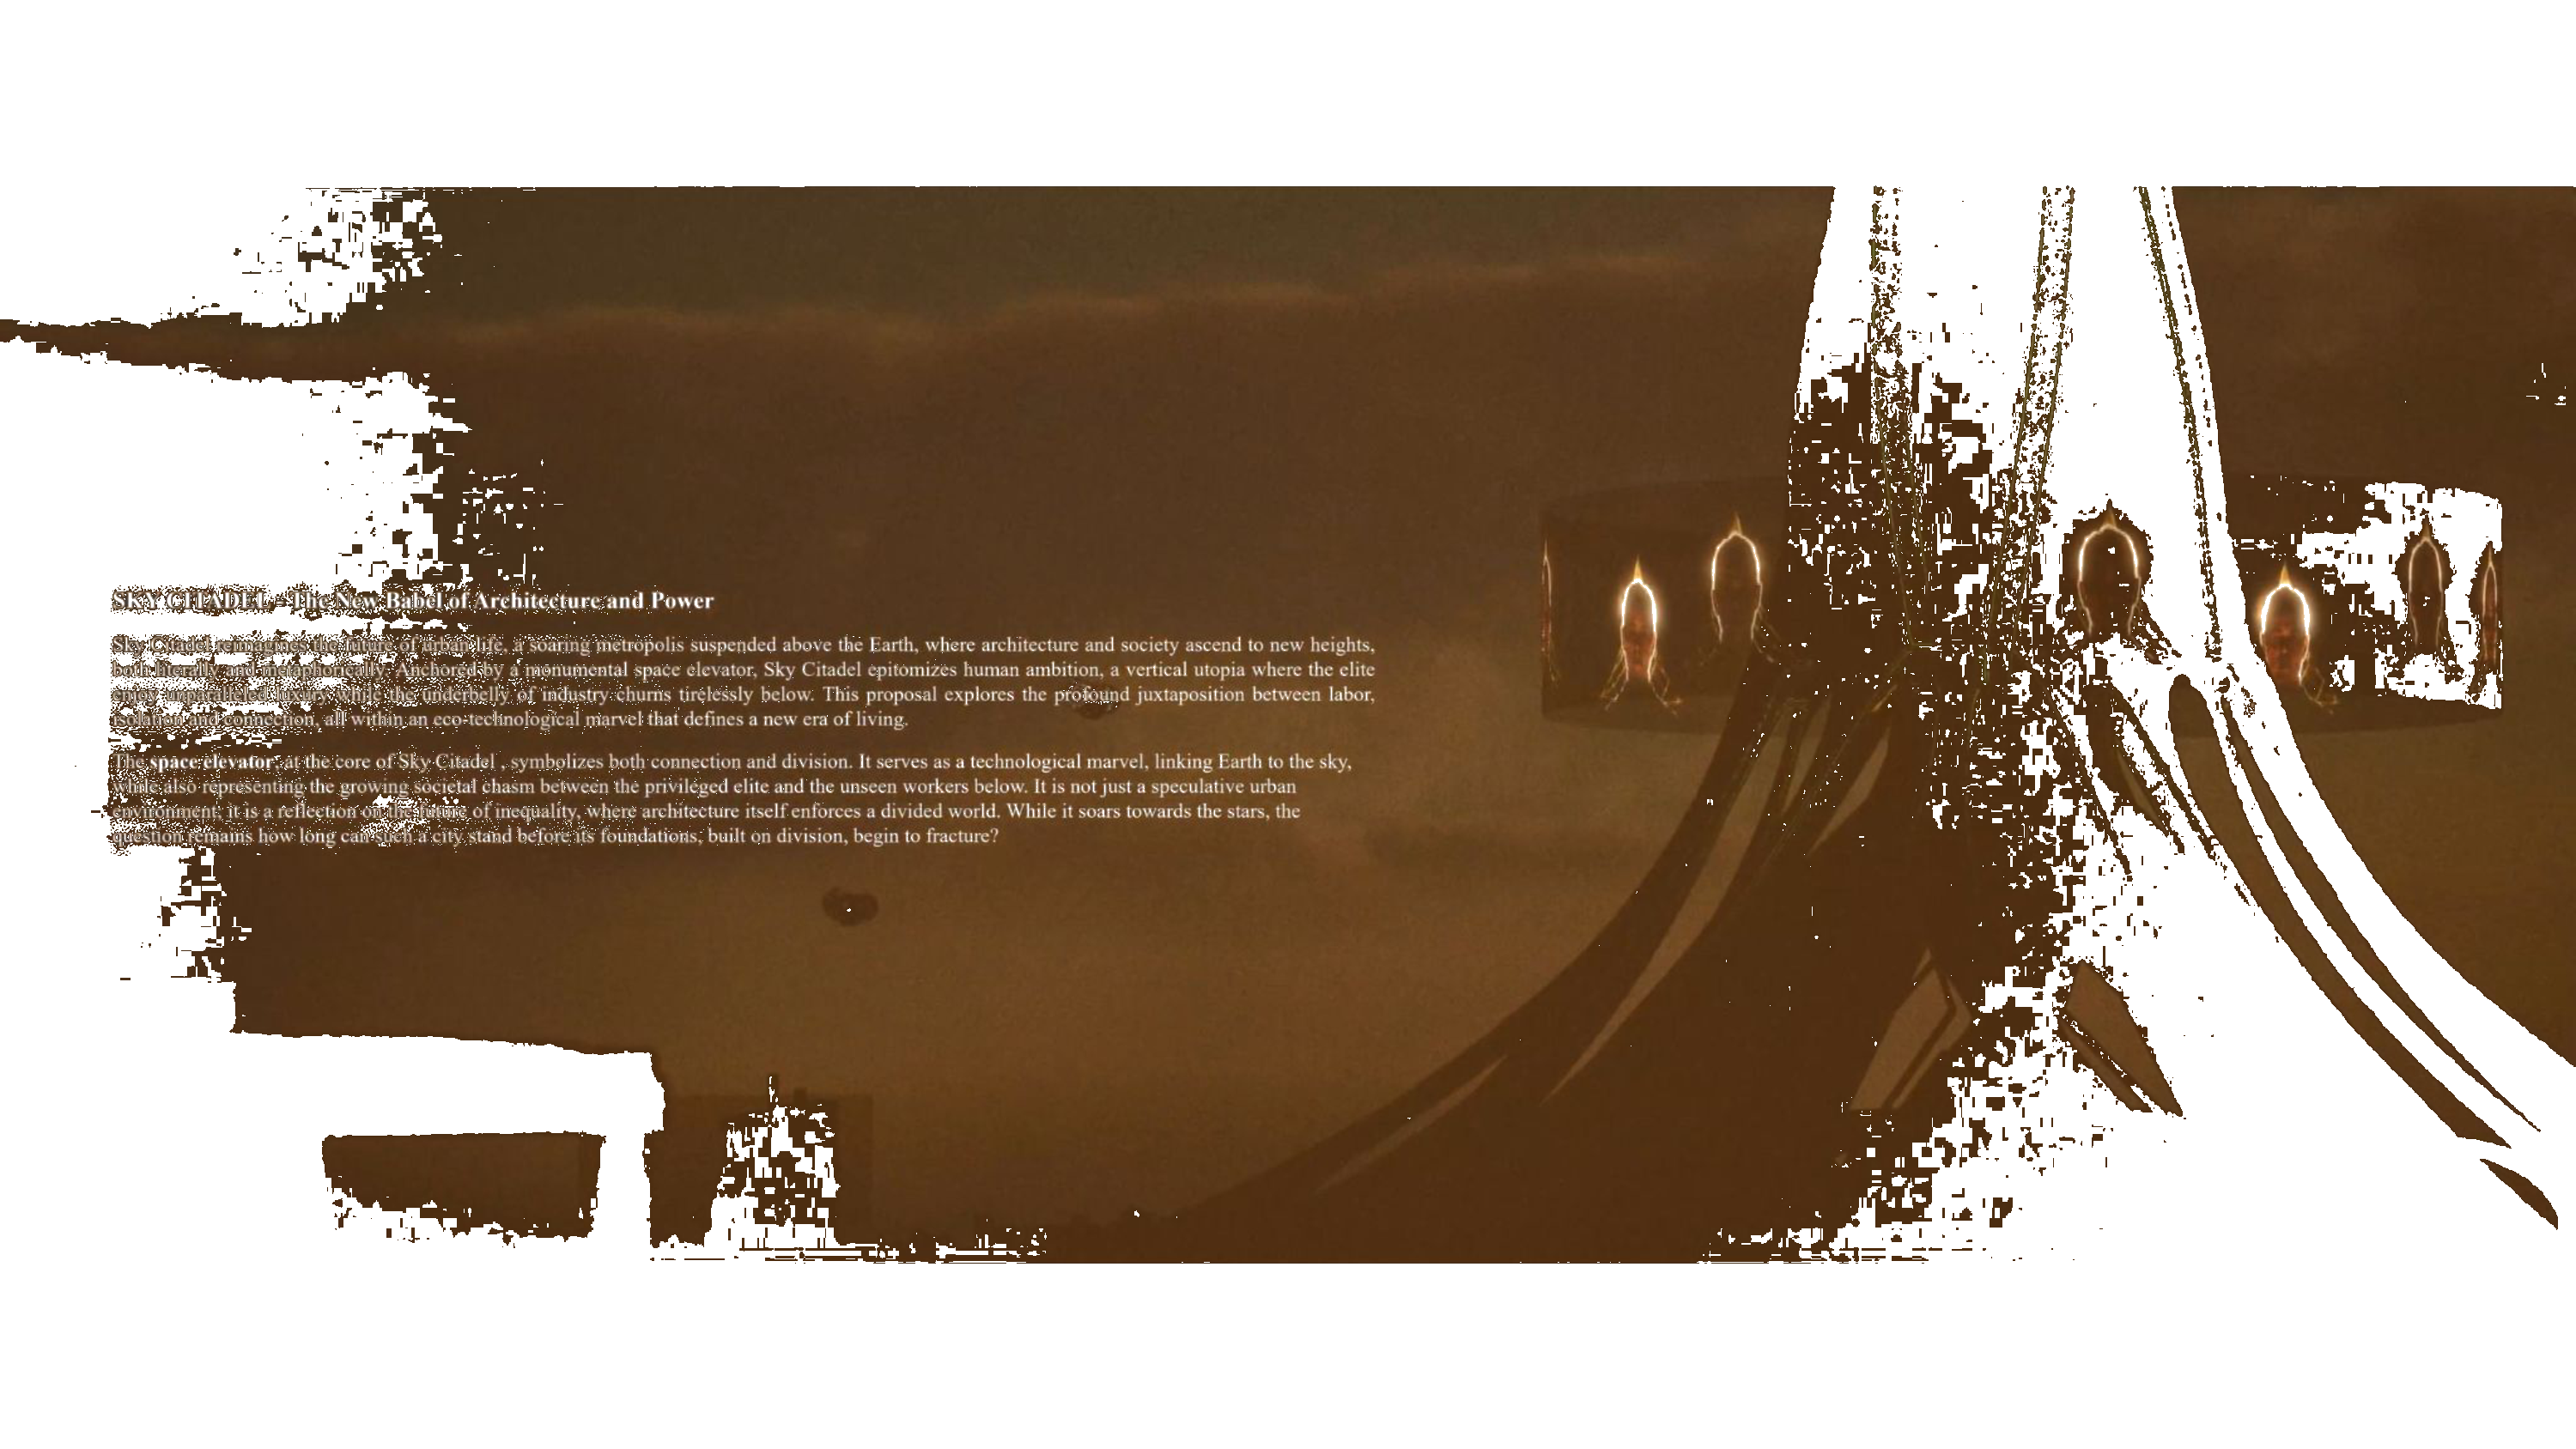 SKY CITADEL - The New Babel of Architecture and Power
Sky Citadel reimagines the future of urban life, a soaring metropolis suspended above the Earth, where architecture and society ascend to new heights,
both literally and metaphorically. Anchored by a monumental space elevator, Sky Citadel epitomizes human ambition, a vertical utopia where the elite
enjoy unparalleled luxury while the underbelly of industry churns tirelessly below. This proposal explores the profound juxtaposition between labor,
isolation and connection, all within an eco-technological marvel that defines a new era of living.
The space elevator, at the core of Sky Citadel , symbolizes both connection and division. It serves as a technological marvel, linking Earth to the sky,
while also representing the growing societal chasm between the privileged elite and the unseen workers below. It is not just a speculative urban
environment; it is a reflection on the future of inequality, where architecture itself enforces a divided world. While it soars towards the stars, the
question remains how long can such a city stand before its foundations, built on division, begin to fracture?